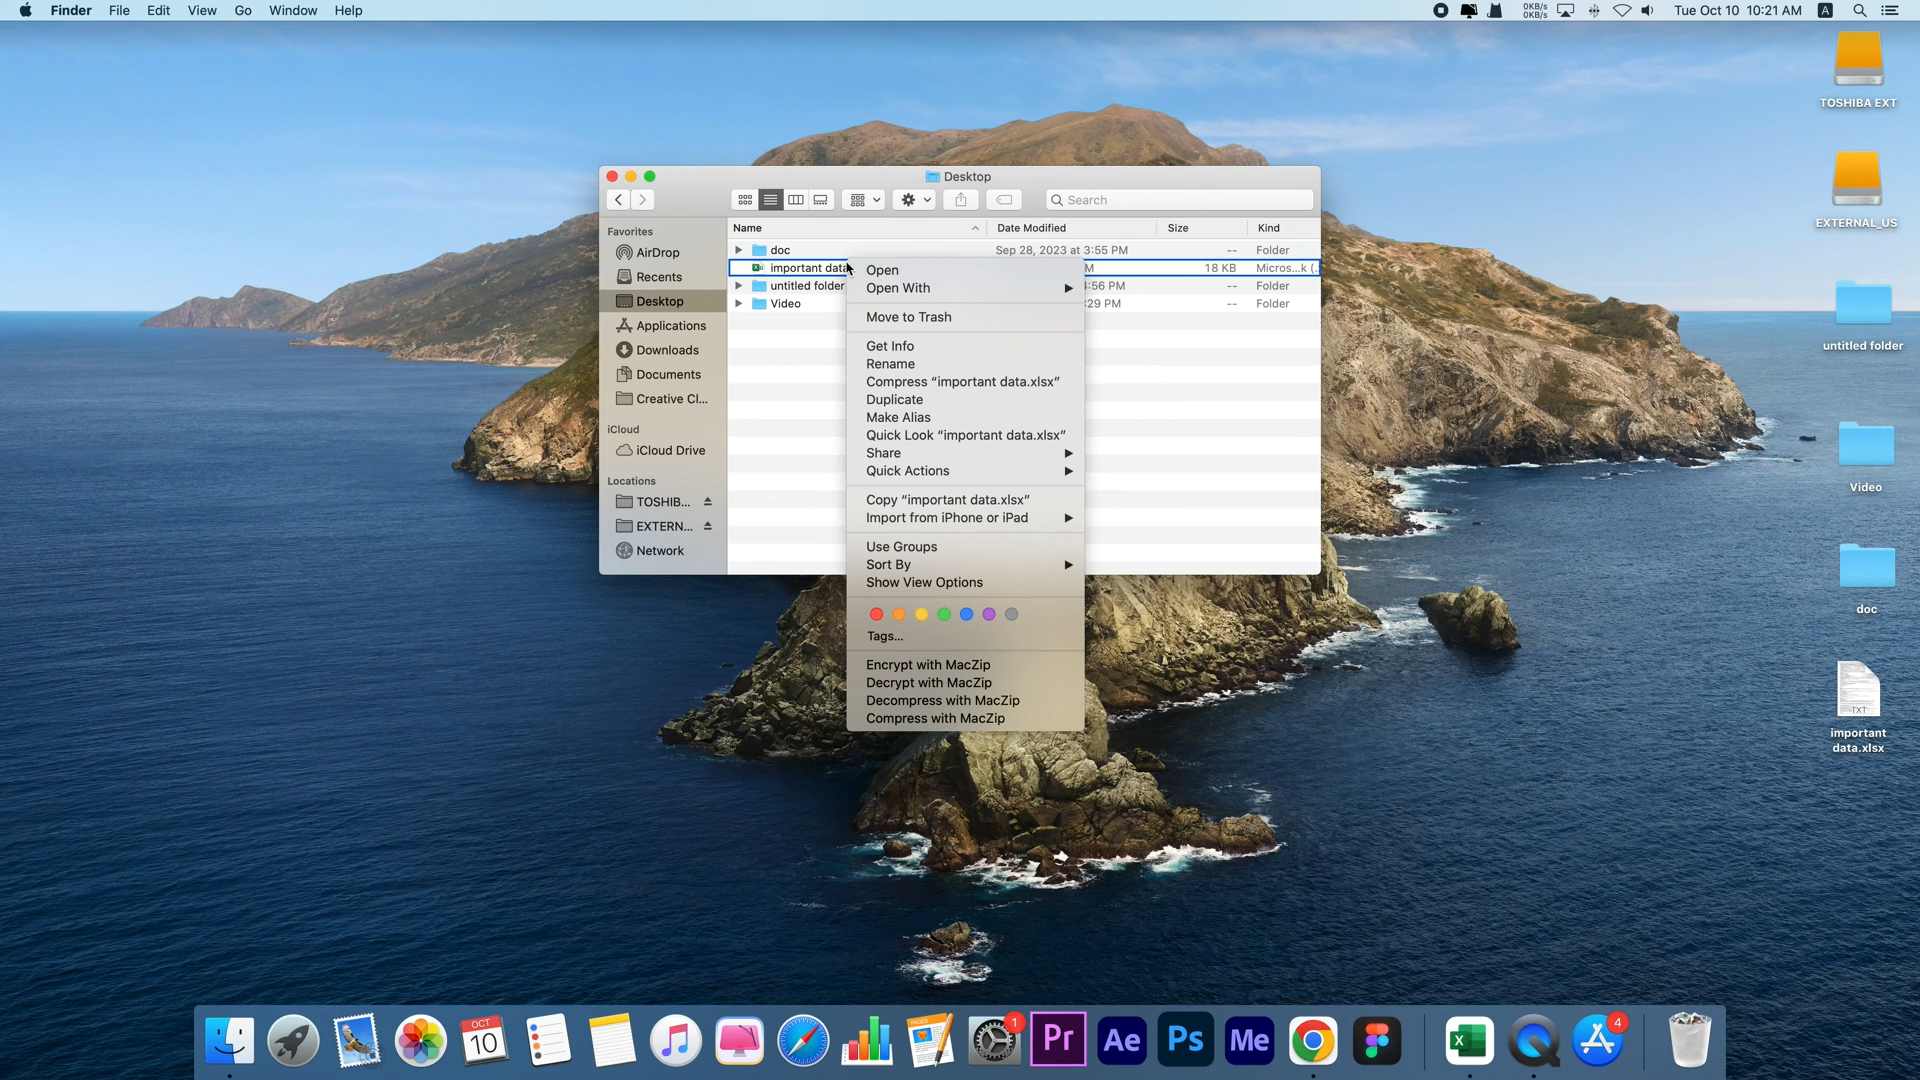 Finder File Edit View Go Window Help
0KB/s
0KB/s
Tue Oct 10 10:21 AM A
TOSHIBA EXT
EXTERNAL_US
untitled folder
Video
doc
TXT
important
data.xlsx
Desktop
Search
Favorites
AirDrop
Recents
Desktop
Applications
Downloads
Documents
Creative Cl...
iCloud
iCloud Drive
Locations
TOSHIB...
EXTERN...
Network
Name Date Modified Size Kind
doc Sep 28, 2023 at 3:55 PM -- Folder
important data M 18 KB Micros...k (.
untitled folder :56 PM -- Folder
Video :29 PM -- Folder
Open
Open With
Move to Trash
Get Info
Rename
Compress “important data.xlsx”
Duplicate
Make Alias
Quick Look “important data.xlsx”
Share
Quick Actions
Copy “important data.xlsx”
Import from iPhone or iPad
Use Groups
Sort By
Show View Options
Tags...
Encrypt with MacZip
Decrypt with MacZip
Decompress with MacZip
Compress with MacZip
OCT
10
PAGES
1
Pr
Ae
Ps
Me
X
4